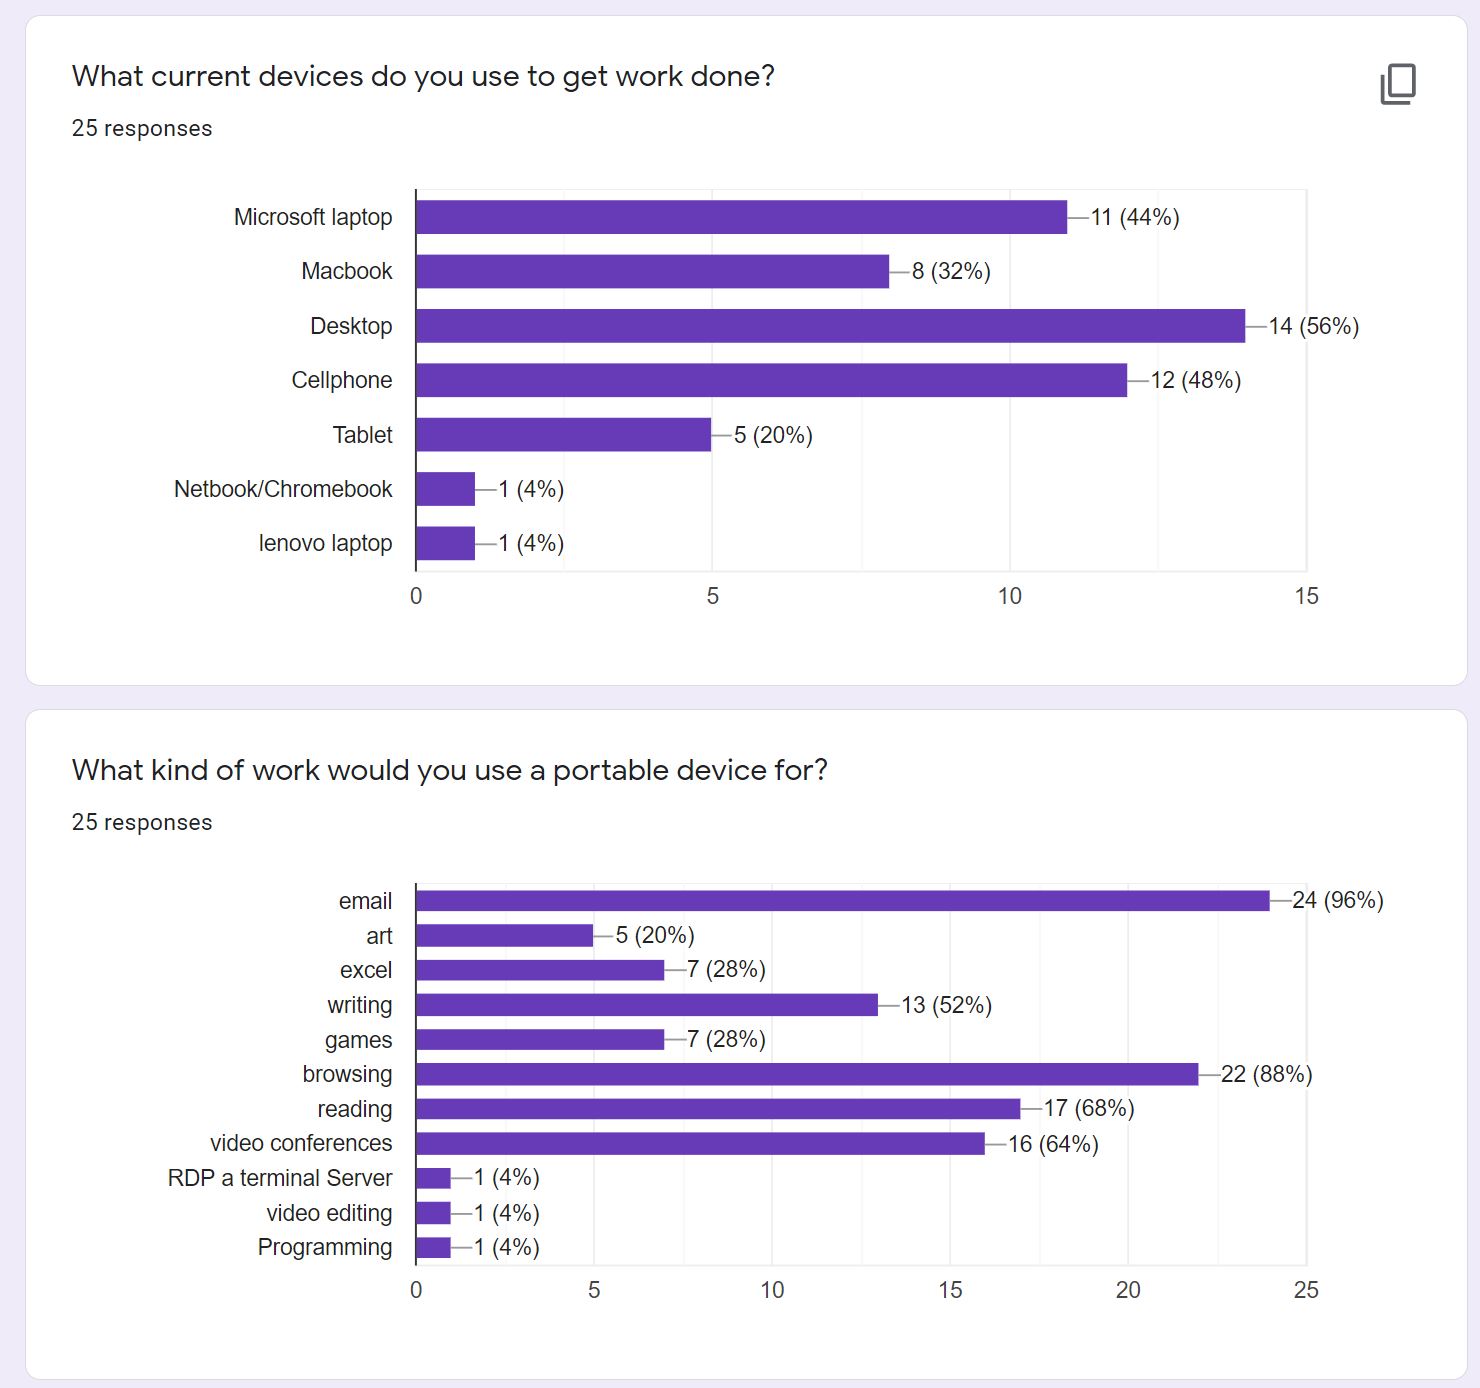 What current devices do you use to get work done?
25 responses
Microsoft laptop 11 (44%)
Macbook 8 (32%)
Desktop 14 (56%)
Cellphone 12 (48%)
Tablet 5 (20%)
Netbook/Chromebook 1 (4%)
lenovo laptop 1 (4%)
0 5 10 15
What kind of work would you use a portable device for?
25 responses
email 24 (96%)
art 5 (20%)
excel 7 (28%)
writing 13 (52%)
games 7 (28%)
browsing 22 (88%)
reading 17 (68%)
video conferences 16 (64%)
RDP a terminal Server 1 (4%)
video editing 1 (4%)
Programming 1 (4%)
0 5 10 15 20 25